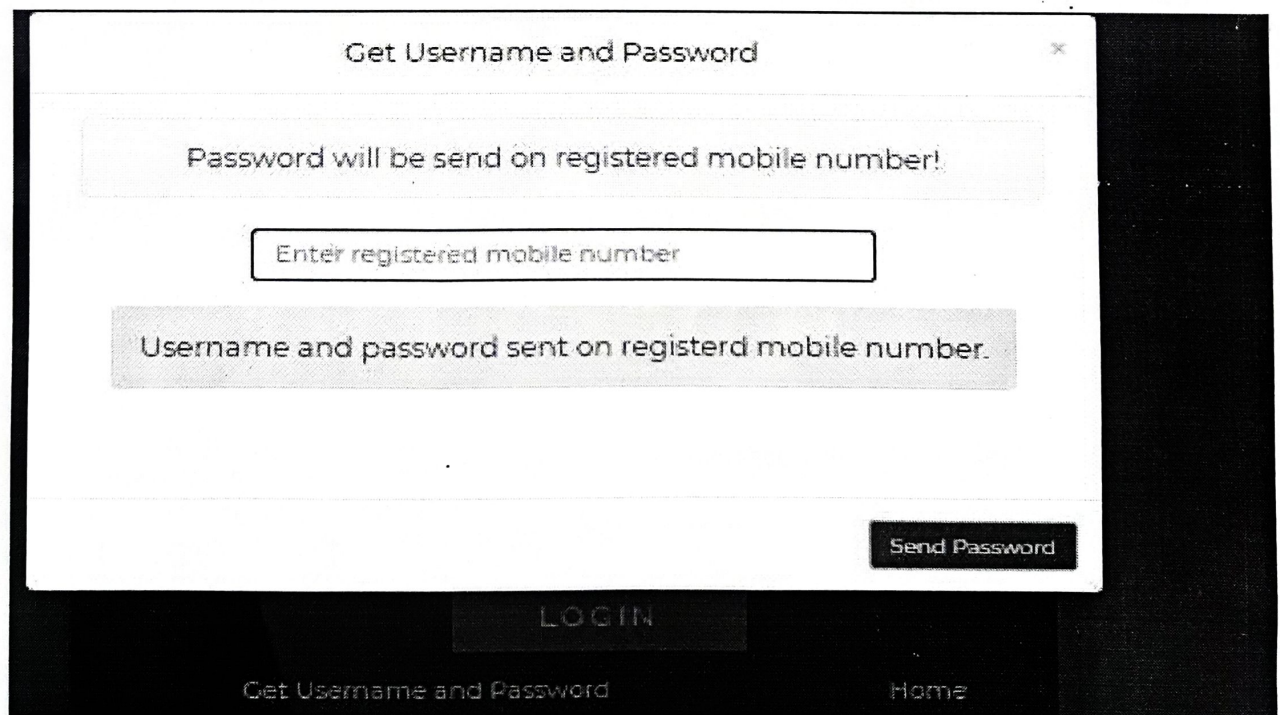 Get Username and Password ×
Password will be send on registered mobile number!
Enter registered mobile number
Username and password sent on registerd mobile number.
Send Password
LOGIN
Get Username and Password Home